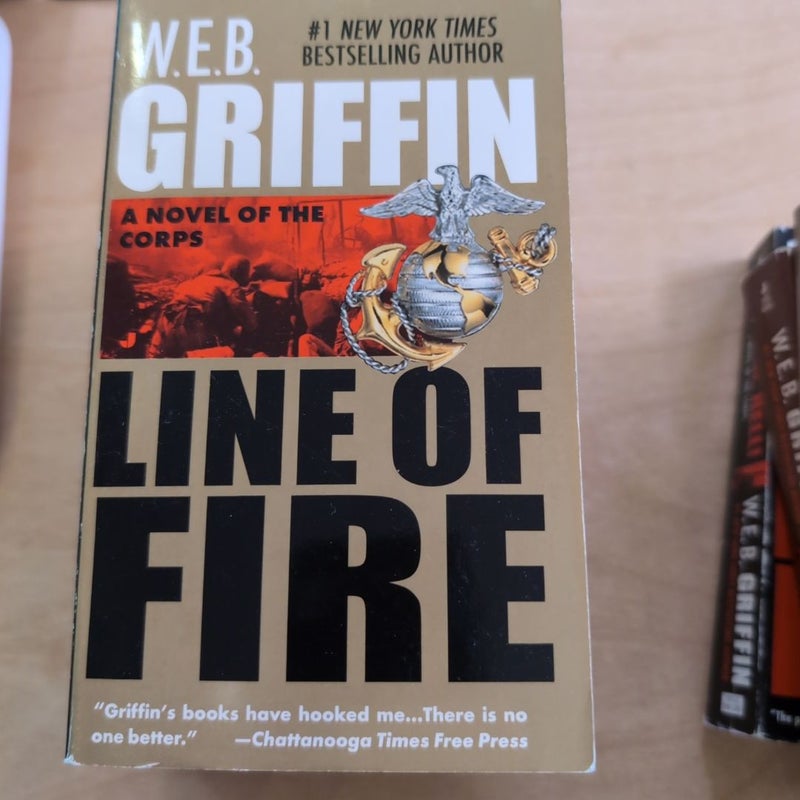 W.E.B.
GRIFFIN
#1 NEW YORK TIMES
BESTSELLING AUTHOR
A NOVEL OF THE
CORPS
LINE OF
FIRE
“Griffin's books have hooked me...There is no
one better.” —Chattanooga Times Free Press
W.E.B. GRIFFIN
W.E.B.
"The